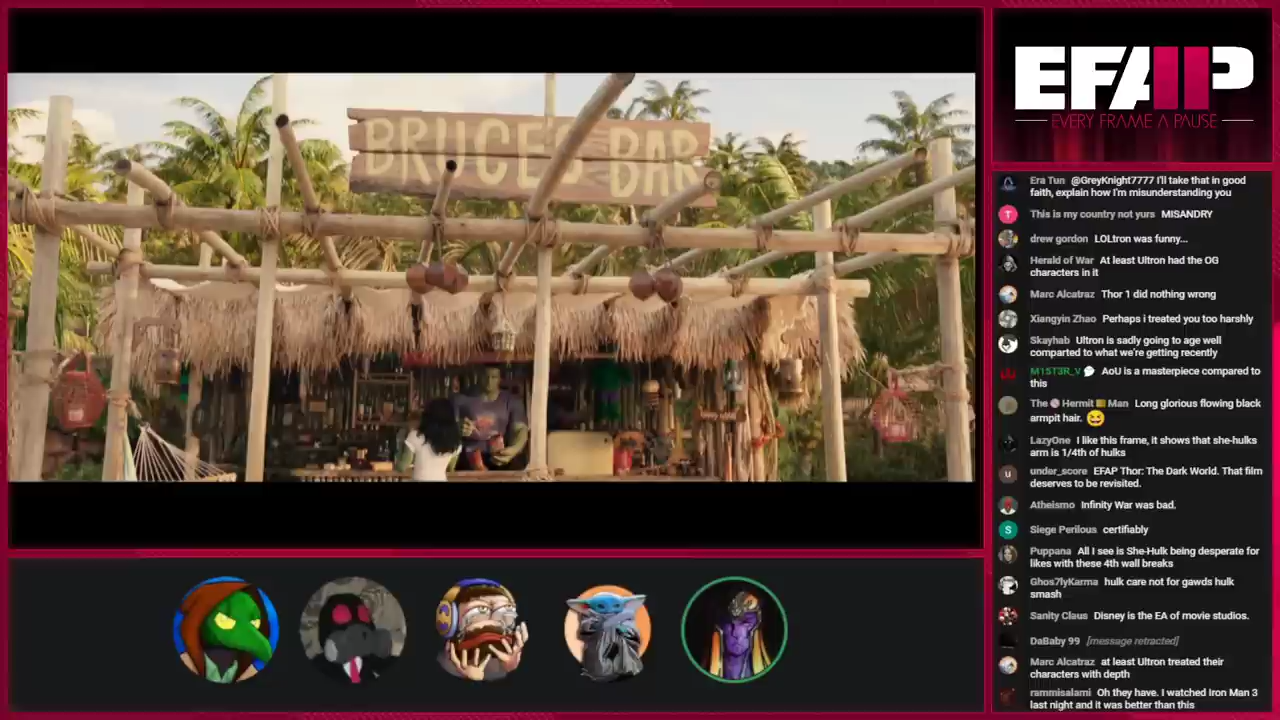 BRUCE'S BAR
EFAP
EVERY FRAME A PAUSE
Era Tun @GreyKnight7777 I'll take that in good
faith, explain how I'm misunderstanding you
This is my country not yurs MISANDRY
drew gordon LOLtron was funny...
Herald of War At least Ultron had the OG
characters in it
Marc Alcatraz Thor 1 did nothing wrong
Xiangyin Zhao Perhaps i treated you too harshly
Skayhab Ultron is sadly going to age well
comparted to what we're getting recently
M1ST3R_V AoU is a masterpiece compared to
this
The Hermit Man Long glorious flowing black
armpit hair. 😆
LazyOne I like this frame, it shows that she-hulks
arm is 1/4th of hulks
under_score EFAP Thor: The Dark World. That film
deserves to be revisited.
Atheismo Infinity War was bad.
Siege Perilous certifiably
Puppana All I see is She-Hulk being desperate for
likes with these 4th wall breaks
Ghos7lyKarma hulk care not for gawds hulk
smash
Sanity Claus Disney is the EA of movie studios.
DaBaby 99 [message retracted]
Marc Alcatraz at least Ultron treated their
characters with depth
rammisalami Oh they have. I watched Iron Man 3
last night and it was better than this